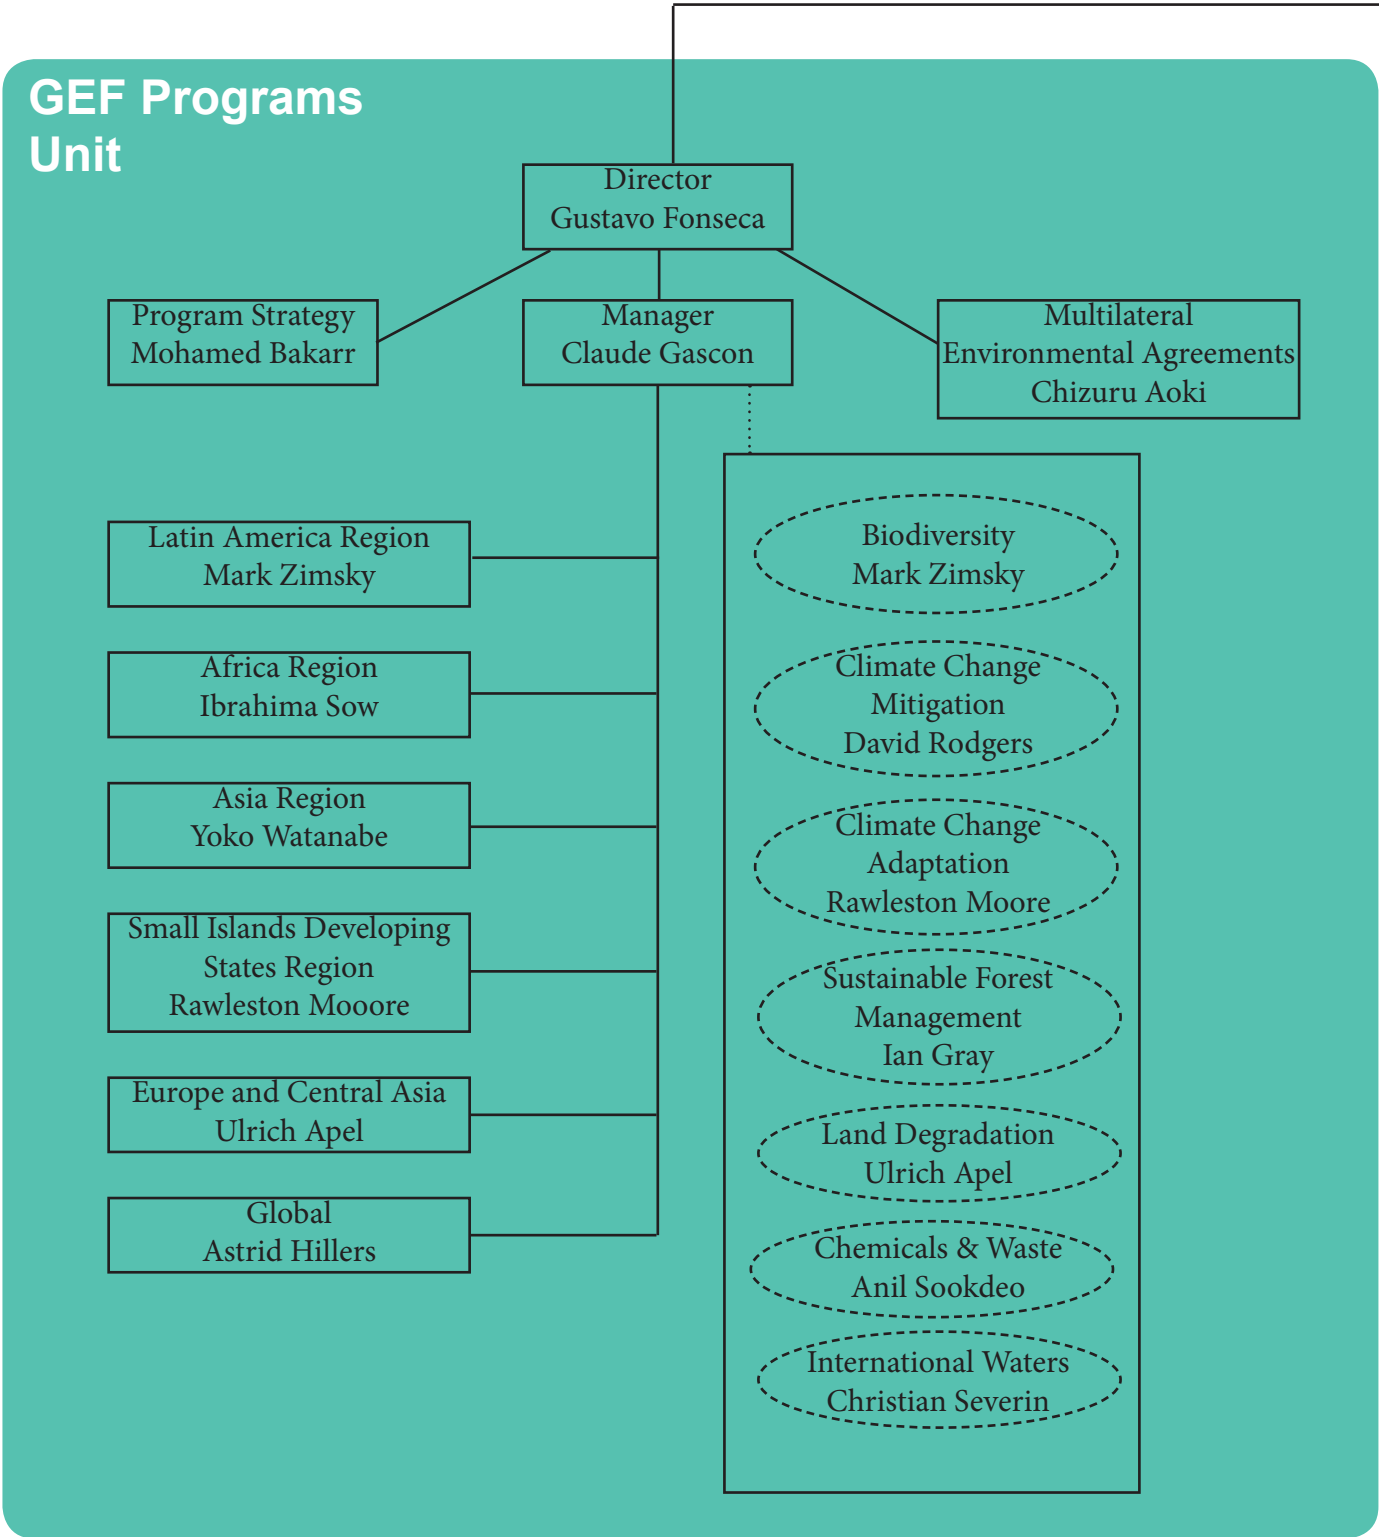 GEF Programs
Unit
Director
Gustavo Fonseca
Program Strategy
Mohamed Bakarr
Manager
Claude Gascon
Multilateral
Environmental Agreements
Chizuru Aoki
Latin America Region
Mark Zimsky
Africa Region
Ibrahima Sow
Asia Region
Yoko Watanabe
Small Islands Developing
States Region
Rawleston Mooore
Europe and Central Asia
Ulrich Apel
Global
Astrid Hillers
Biodiversity
Mark Zimsky
Climate Change
Mitigation
David Rodgers
Climate Change
Adaptation
Rawleston Moore
Sustainable Forest
Management
Ian Gray
Land Degradation
Ulrich Apel
Chemicals & Waste
Anil Sookdeo
International Waters
Christian Severin